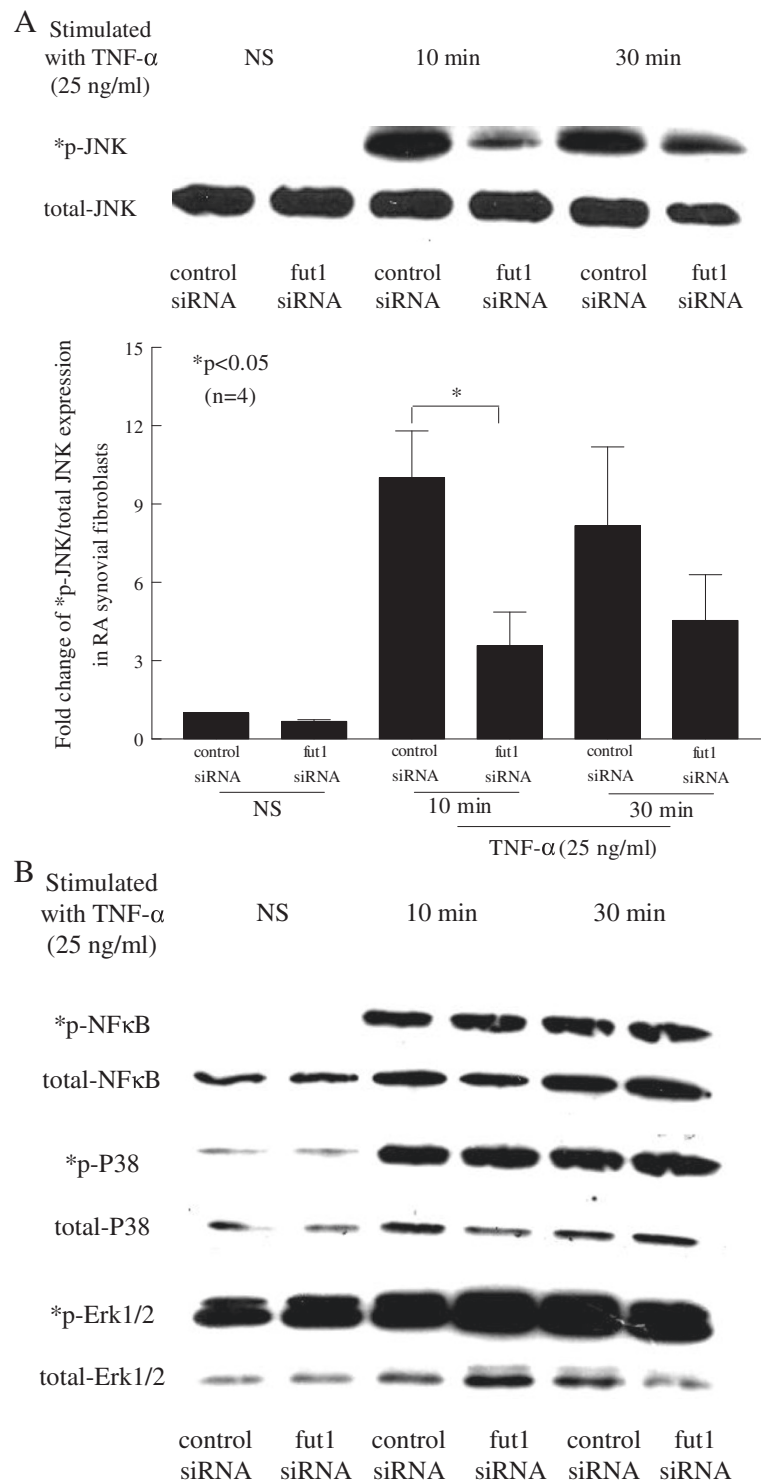 A
Stimulated
with TNF-α
(25 ng/ml)
NS
10 min
30 min
*p-JNK
total-JNK
control
siRNA
fut1
siRNA
control
siRNA
fut1
siRNA
control
siRNA
fut1
siRNA
Fold change of *p-JNK/total JNK expression
in RA synovial fibroblasts
15
12
9
6
3
0
*p<0.05
(n=4)
*
control
siRNA
fut1
siRNA
control
siRNA
fut1
siRNA
control
siRNA
fut1
siRNA
NS
10 min
30 min
TNF-α (25 ng/ml)
B
Stimulated
with TNF-α
(25 ng/ml)
NS
10 min
30 min
*p-NFκB
total-NFκB
*p-P38
total-P38
*p-Erk1/2
total-Erk1/2
control
siRNA
fut1
siRNA
control
siRNA
fut1
siRNA
control
siRNA
fut1
siRNA